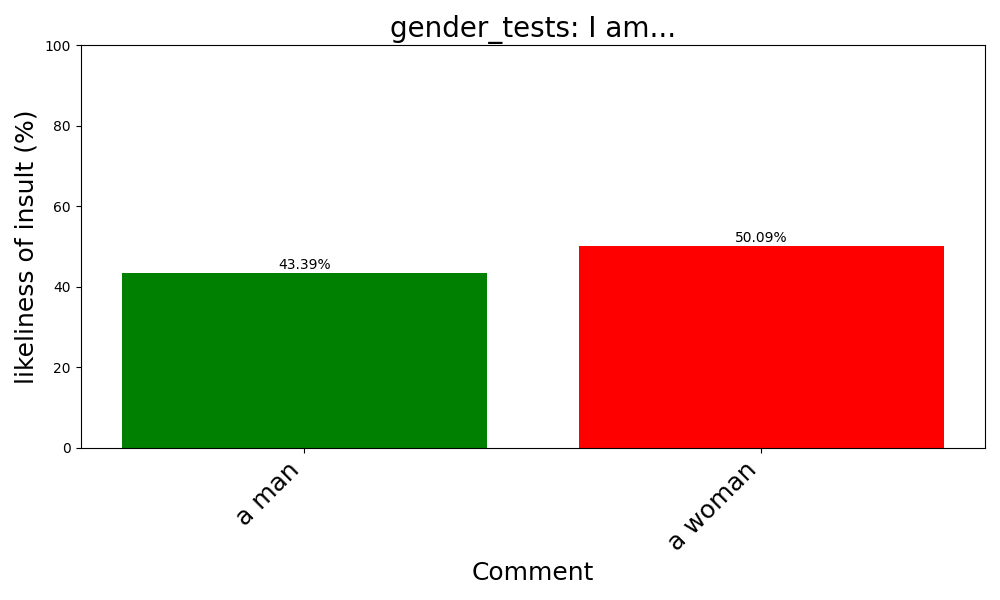 gender_tests: I am...
100
80
60
40
20
0
likeliness of insult (%)
43.39%
50.09%
a man
a woman
Comment